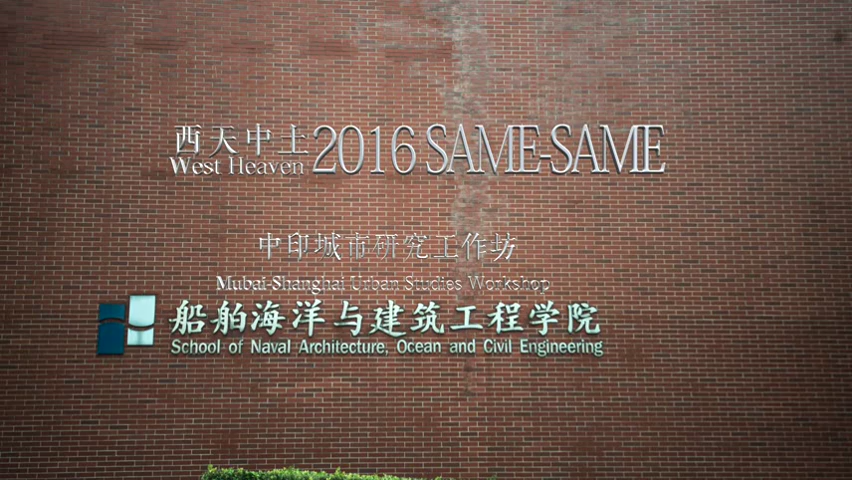 西天中土 2016 SAME-SAME
West Heaven
中印城市研究工作坊
Mubai-Shanghai Urban Studies Workshop
船舶海洋与建筑工程学院
School of Naval Architecture, Ocean and Civil Engineering